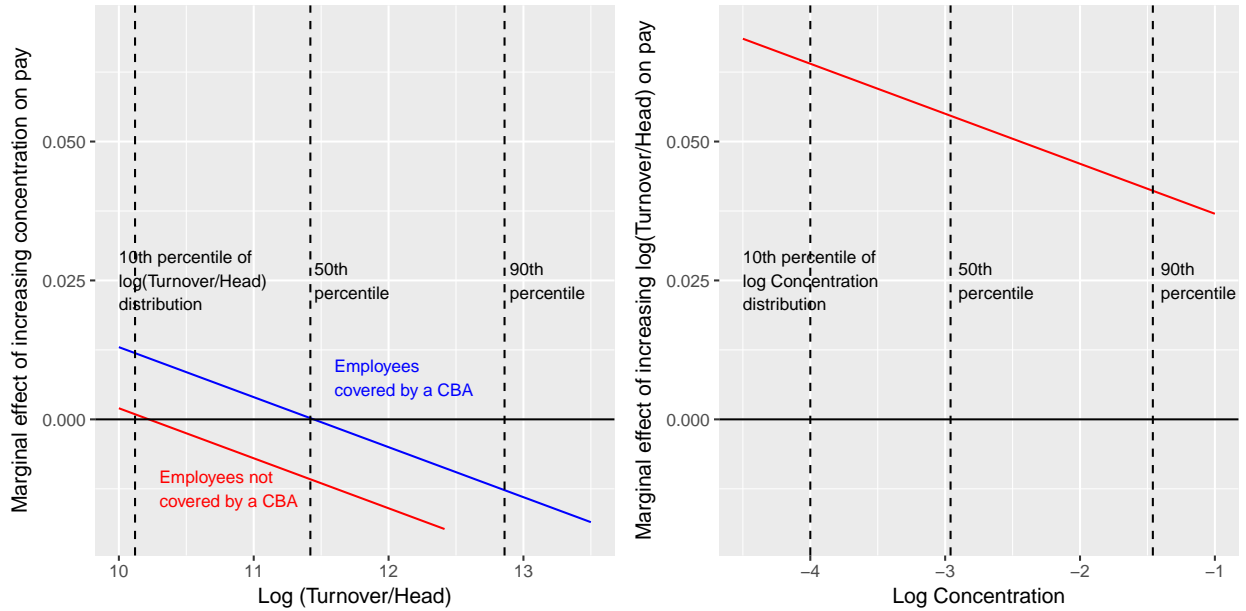 Marginal effect of increasing concentration on pay
0.050
0.025
0.000
10th percentile of
log(Turnover/Head)
distribution
50th
percentile
90th
percentile
Employees
covered by a CBA
Employees not
covered by a CBA
10
11
12
13
Log (Turnover/Head)
Marginal effect of increasing log(Turnover/Head) on pay
0.050
0.025
0.000
10th percentile of
log Concentration
distribution
50th
percentile
90th
percentile
−4
−3
−2
−1
Log Concentration